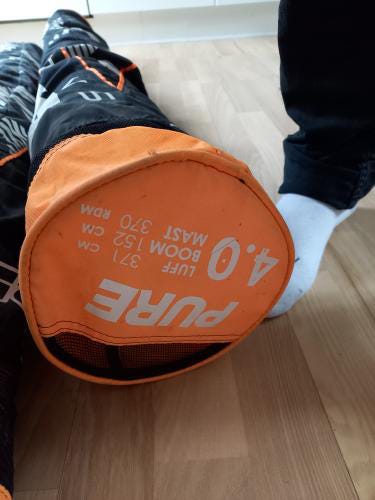 PURE
4.0
LUFF 371 CM
BOOM 152 CM
MAST 370 RDM